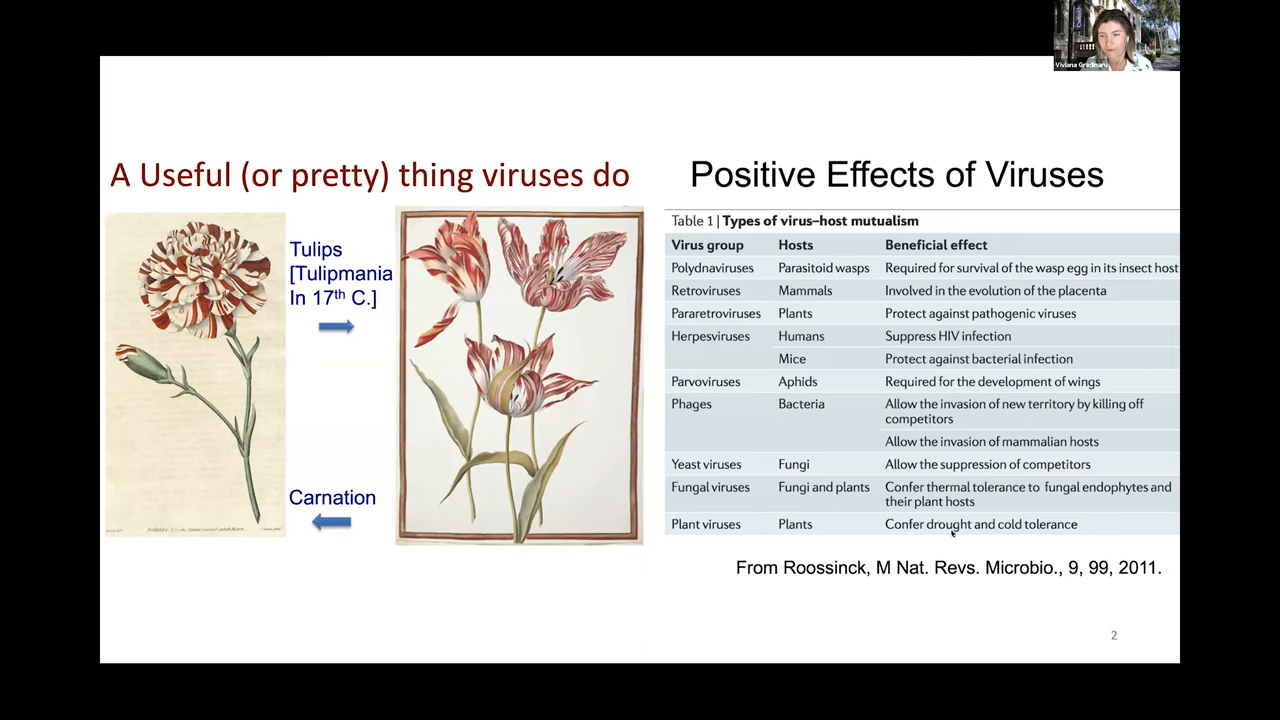 Viviana Gradinaru
A Useful (or pretty) thing viruses do
Tulips
[Tulipmania
In 17th C.]
Carnation
Positive Effects of Viruses
Table 1 | Types of virus–host mutualism
Virus group Hosts Beneficial effect
Polydnaviruses Parasitoid wasps Required for survival of the wasp egg in its insect host
Retroviruses Mammals Involved in the evolution of the placenta
Pararetroviruses Plants Protect against pathogenic viruses
Herpesviruses Humans Suppress HIV infection
Mice Protect against bacterial infection
Parvoviruses Aphids Required for the development of wings
Phages Bacteria Allow the invasion of new territory by killing off
competitors
Allow the invasion of mammalian hosts
Yeast viruses Fungi Allow the suppression of competitors
Fungal viruses Fungi and plants Confer thermal tolerance to fungal endophytes and
their plant hosts
Plant viruses Plants Confer drought and cold tolerance
From Roossinck, M Nat. Revs. Microbio., 9, 99, 2011.
2